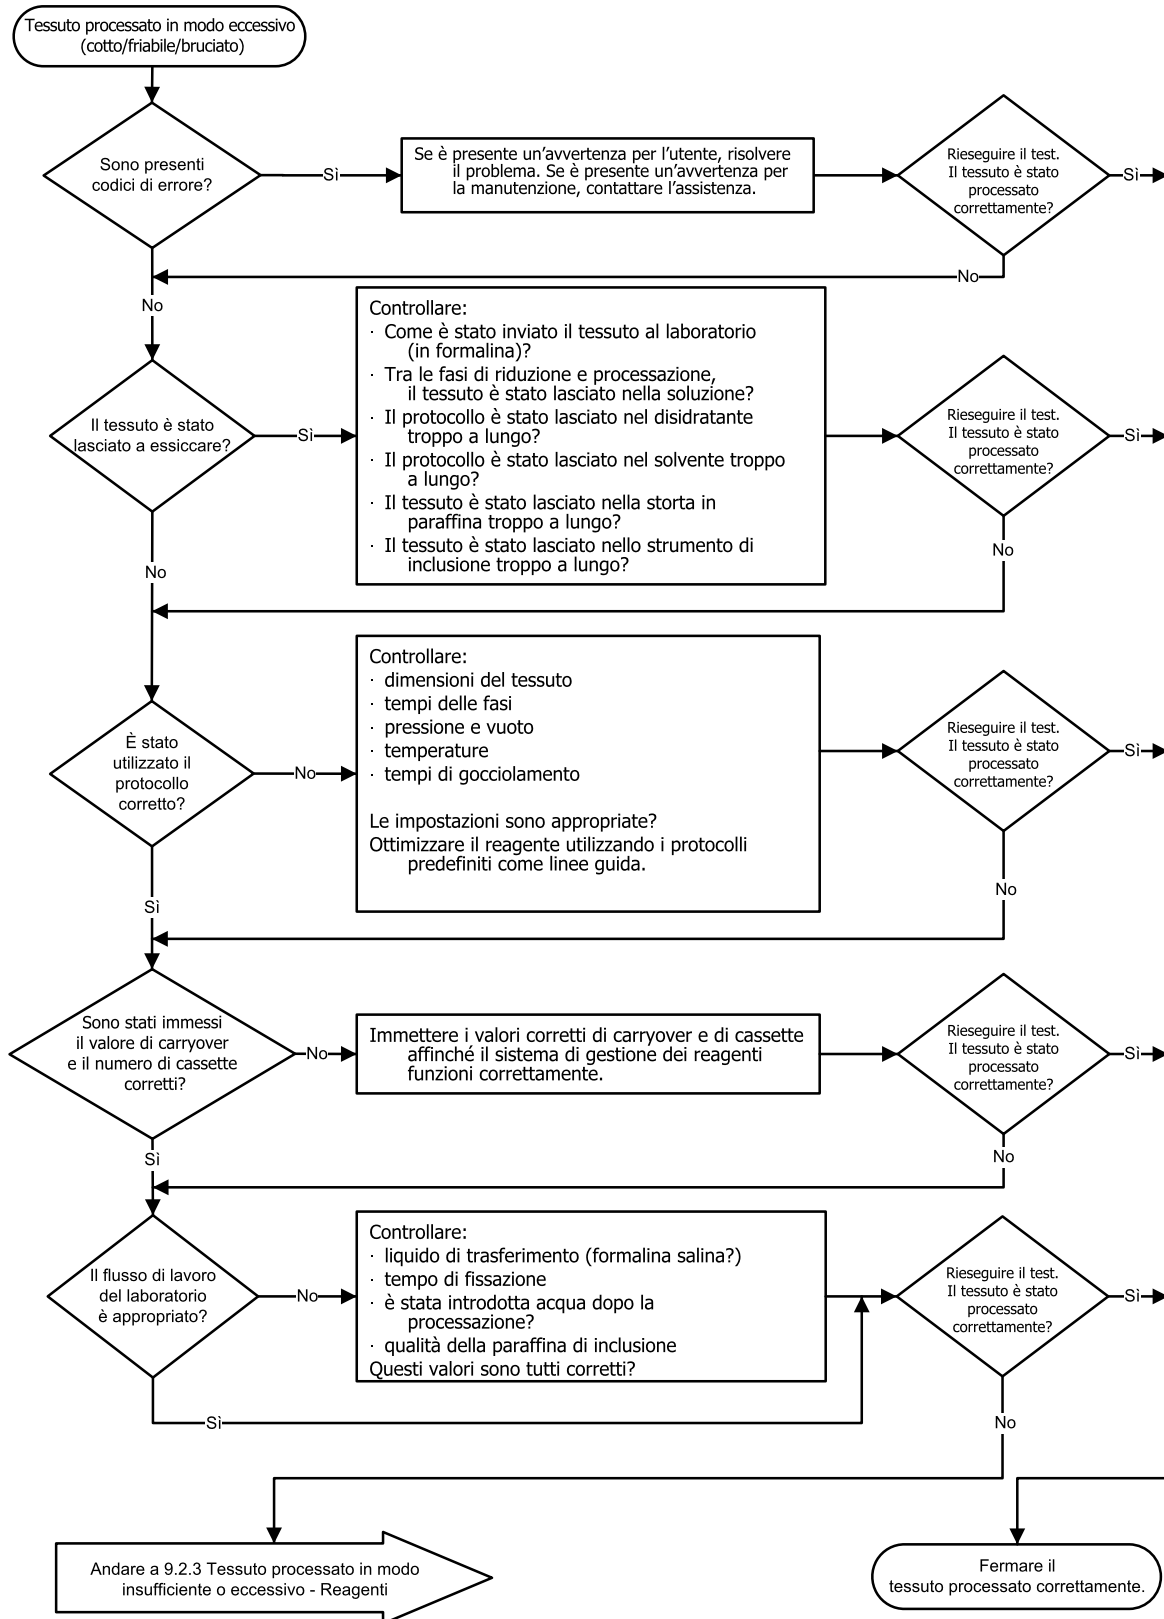 Tessuto processato in modo eccessivo
(cotto/friabile/bruciato)
Sono presenti
codici di errore?
Sì
Se è presente un'avvertenza per l'utente, risolvere
il problema. Se è presente un'avvertenza per
la manutenzione, contattare l'assistenza.
Rieseguire il test.
Il tessuto è stato
processato
correttamente?
Sì
No
No
Il tessuto è stato
lasciato a essiccare?
Sì
Controllare:
· Come è stato inviato il tessuto al laboratorio
(in formalina)?
· Tra le fasi di riduzione e processazione,
il tessuto è stato lasciato nella soluzione?
· Il protocollo è stato lasciato nel disidratante
troppo a lungo?
· Il protocollo è stato lasciato nel solvente troppo
a lungo?
· Il tessuto è stato lasciato nella storta in
paraffina troppo a lungo?
· Il tessuto è stato lasciato nello strumento di
inclusione troppo a lungo?
Rieseguire il test.
Il tessuto è stato
processato
correttamente?
Sì
No
No
È stato
utilizzato il
protocollo
corretto?
No
Controllare:
· dimensioni del tessuto
· tempi delle fasi
· pressione e vuoto
· temperature
· tempi di gocciolamento
Le impostazioni sono appropriate?
Ottimizzare il reagente utilizzando i protocolli
predefiniti come linee guida.
Rieseguire il test.
Il tessuto è stato
processato
correttamente?
Sì
No
Sì
Sono stati immessi
il valore di carryover
e il numero di cassette
corretti?
No
Immettere i valori corretti di carryover e di cassette
affinché il sistema di gestione dei reagenti
funzioni correttamente.
Rieseguire il test.
Il tessuto è stato
processato
correttamente?
Sì
No
Sì
Il flusso di lavoro
del laboratorio
è appropriato?
No
Controllare:
· liquido di trasferimento (formalina salina?)
· tempo di fissazione
· è stata introdotta acqua dopo la
processazione?
· qualità della paraffina di inclusione
Questi valori sono tutti corretti?
Rieseguire il test.
Il tessuto è stato
processato
correttamente?
Sì
Sì
No
Andare a 9.2.3 Tessuto processato in modo
insufficiente o eccessivo - Reagenti
Fermare il
tessuto processato correttamente.